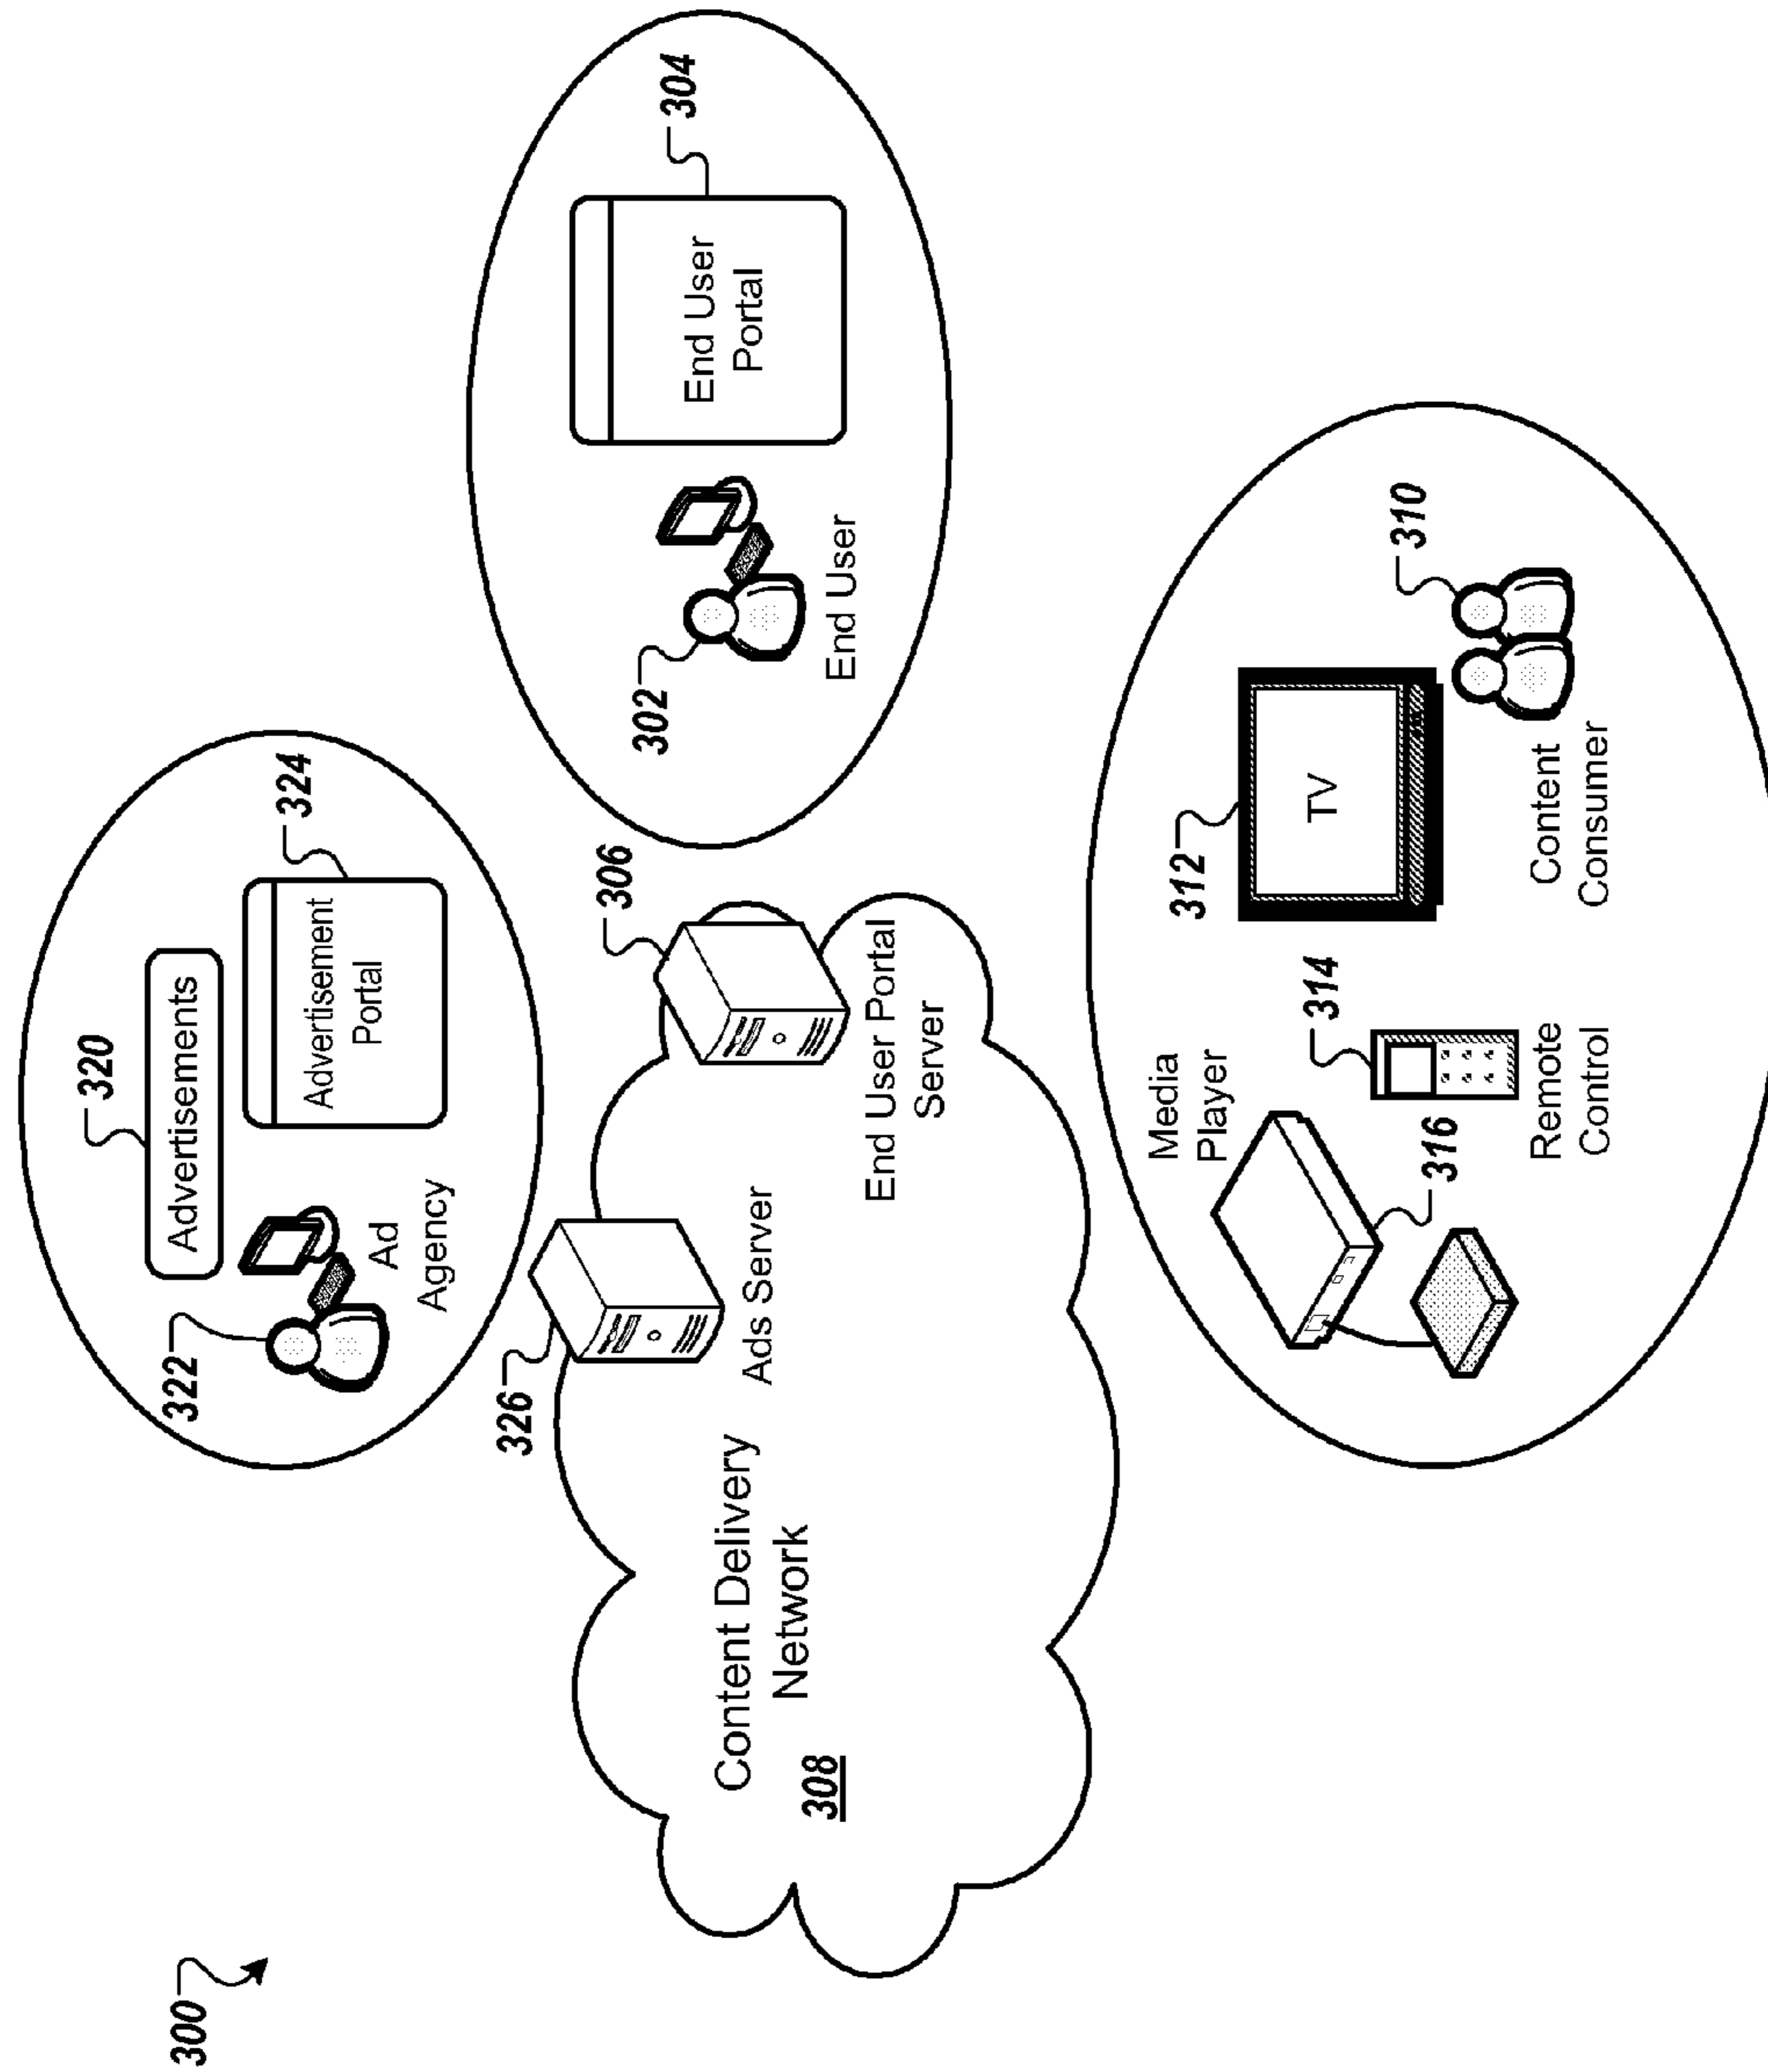 300
320
Advertisements
322
Ad
Agency
Advertisement
Portal
324
326
Ads Server
306
End User Portal
Server
Content Delivery
Network
308
302
End User
End User
Portal
304
Media
Player
316
314
Remote
Control
312
TV
310
Content
Consumer